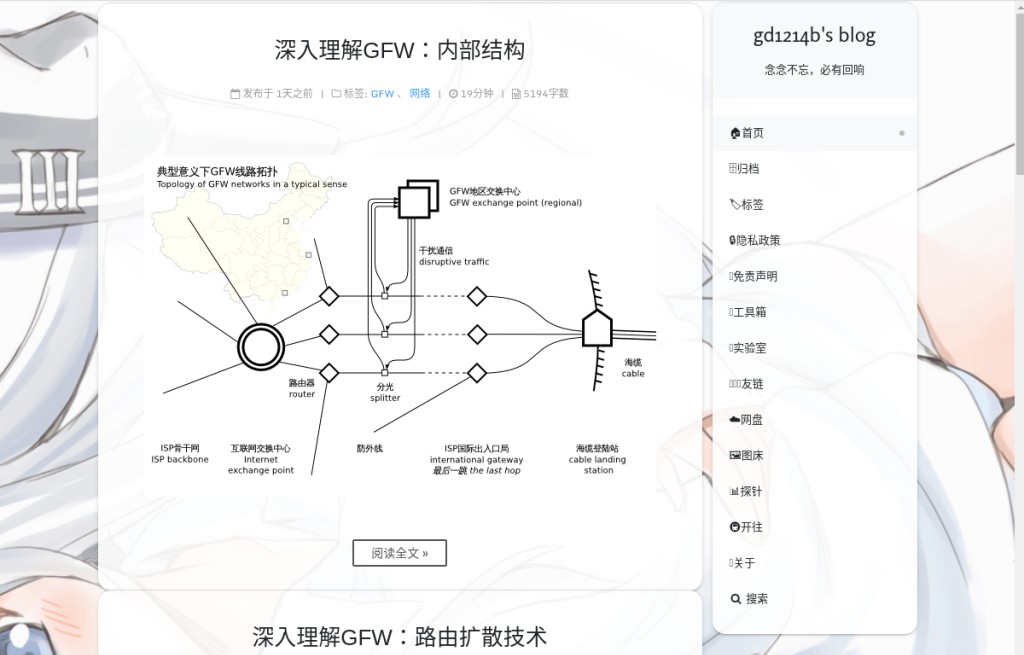 深入理解GFW：内部结构
发布于 1天之前 | 标签: GFW 、 网络 | 19分钟 | 5194字数
典型意义下GFW线路拓扑
Topology of GFW networks in a typical sense
GFW地区交换中心
GFW exchange point (regional)
干扰通信
disruptive traffic
路由器
router
分光
splitter
海缆
cable
ISP骨干网
ISP backbone
互联网交换中心
Internet
exchange point
防外线
ISP国际出入口局
international gateway
最后一跳 the last hop
海缆登陆站
cable landing
station
阅读全文 »
深入理解GFW：路由扩散技术
gd1214b's blog
念念不忘，必有回响
首页
归档
标签
隐私政策
免责声明
工具箱
实验室
友链
网盘
图床
探针
开往
关于
搜索
III